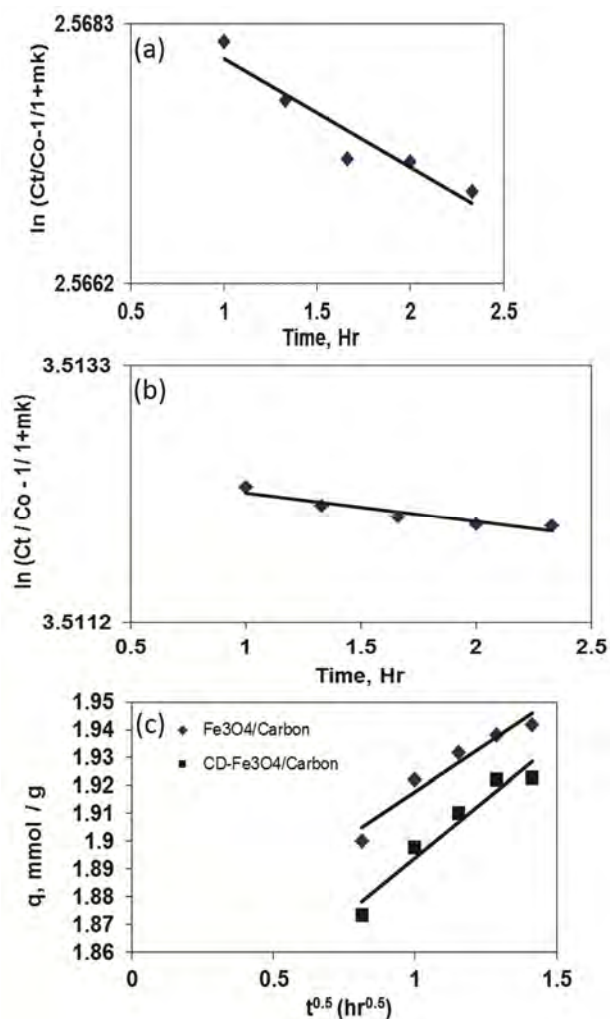 (a)
ln (Ct/Co-1/1+mk)
2.5683
2.5662
0.5 1 1.5 2 2.5
Time, Hr
(b)
ln (Ct / Co - 1/ 1+mk)
3.5133
3.5112
0.5 1 1.5 2 2.5
Time, Hr
(c)
q, mmol / g
1.95
1.94
1.93
1.92
1.91
1.9
1.89
1.88
1.87
1.86
Fe3O4/Carbon
CD-Fe3O4/Carbon
0 0.5 1 1.5
t0.5 (hr0.5)